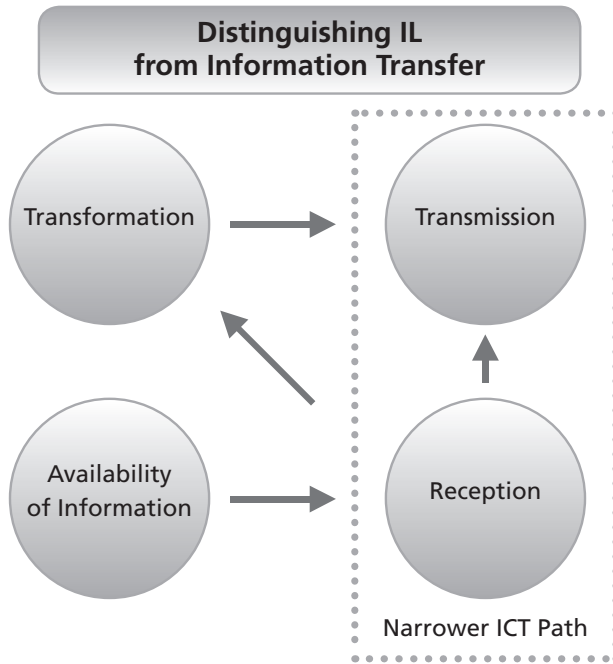 Distinguishing IL
from Information Transfer
Transformation
Transmission
Availability
of Information
Reception
Narrower ICT Path